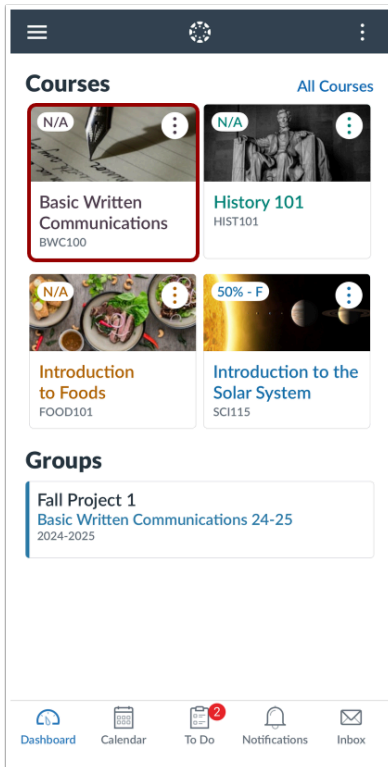 Courses
All Courses
N/A
N/A
Basic Written
Communications
BWC100
History 101
HIST101
N/A
50% - F
Introduction
to Foods
FOOD101
Introduction to the
Solar System
SCI115
Groups
Fall Project 1
Basic Written Communications 24-25
2024-2025
2
Dashboard
Calendar
To Do
Notifications
Inbox